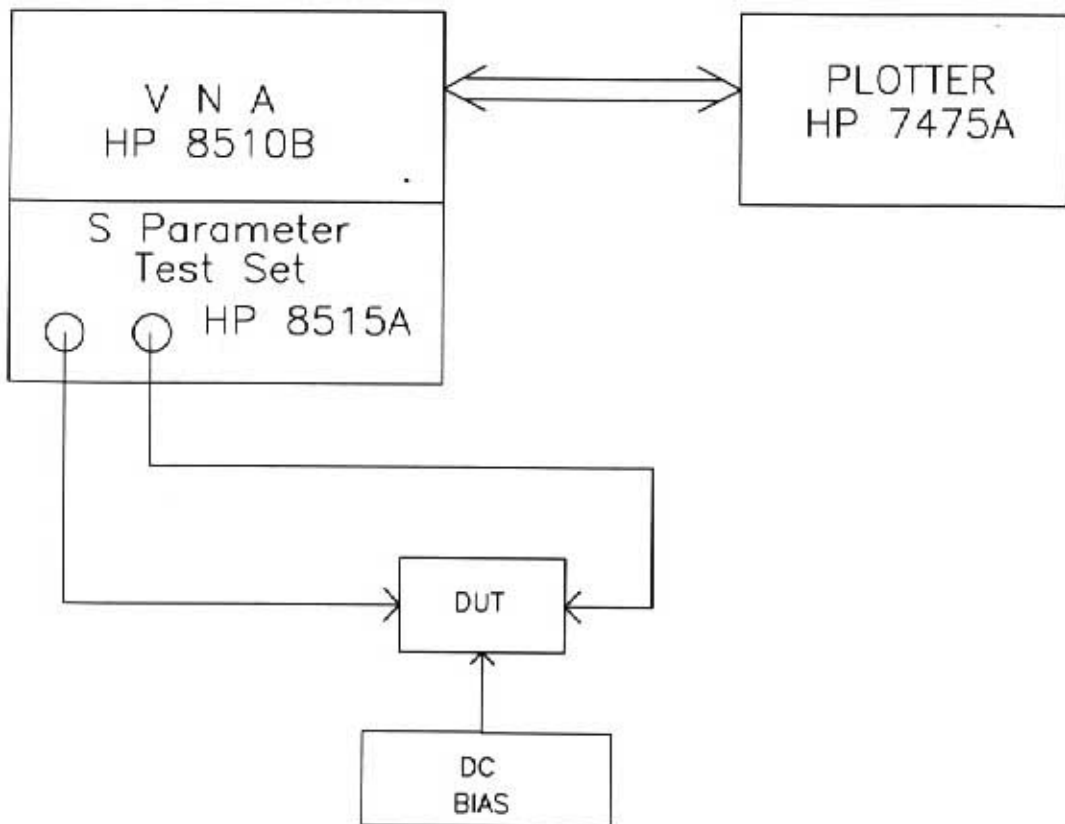 V N A
HP 8510B
PLOTTER
HP 7475A
S Parameter
Test Set
HP 8515A
DUT
DC
BIAS